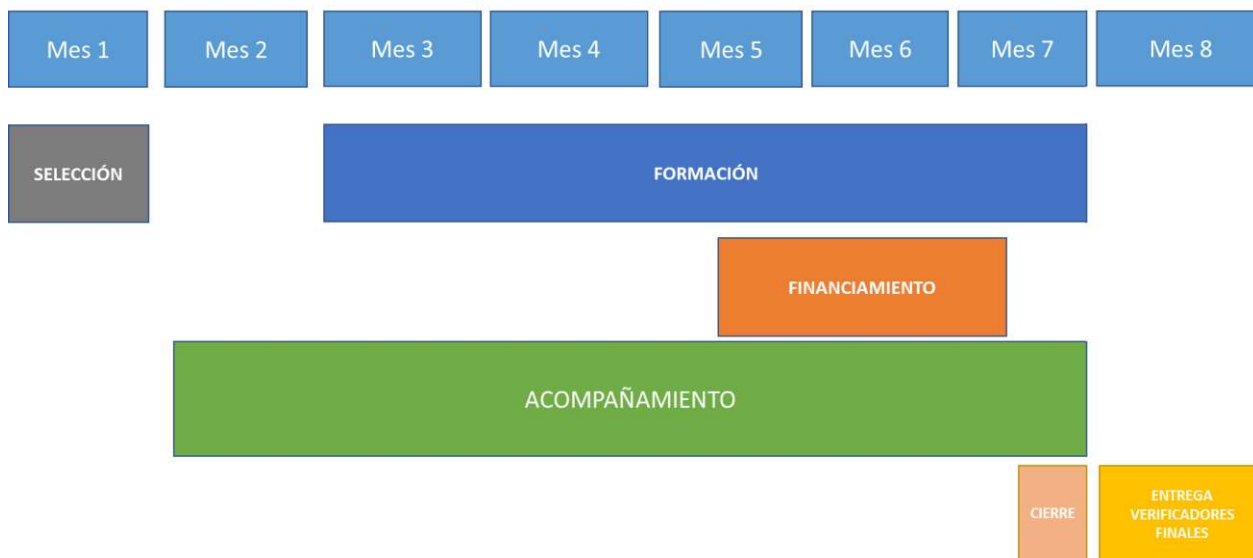 Mes 1
Mes 2
Mes 3
Mes 4
Mes 5
Mes 6
Mes 7
Mes 8
SELECCIÓN
FORMACIÓN
FINANCIAMIENTO
ACOMPAÑAMIENTO
CIERRE
ENTREGA
VERIFICADORES
FINALES